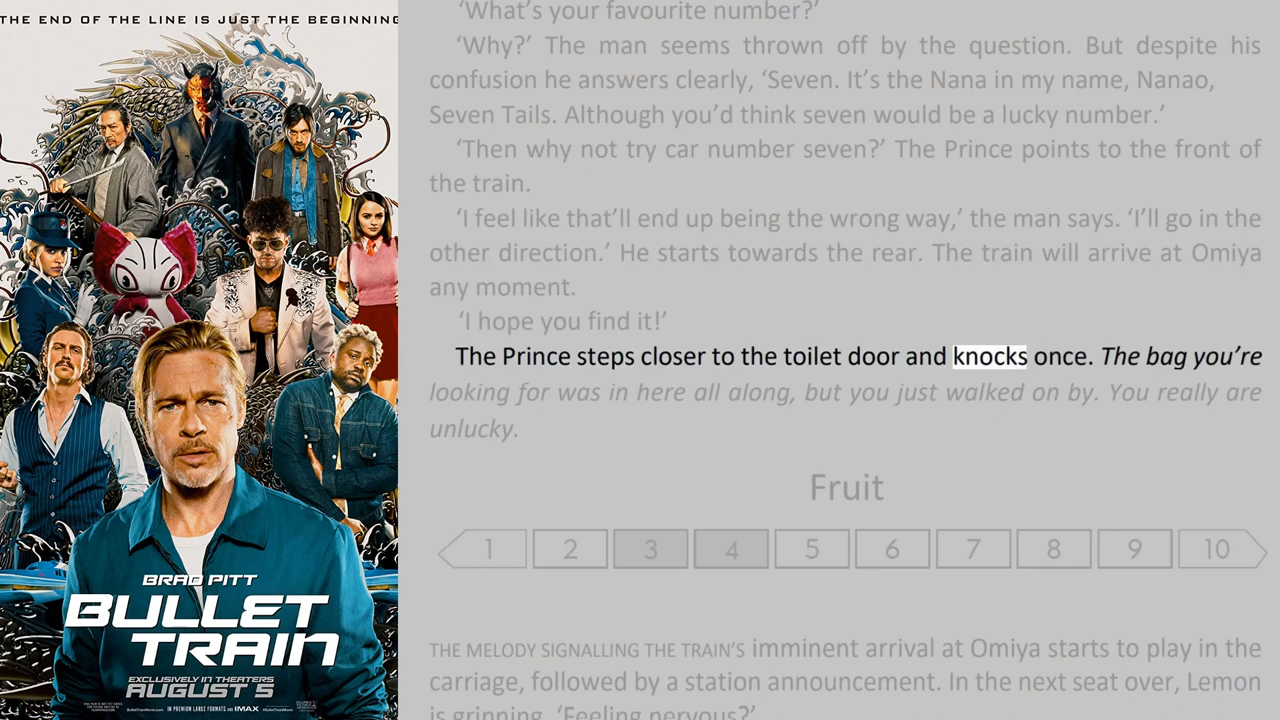 THE END OF THE LINE IS JUST THE BEGINNING
BRAD PITT
BULLET
TRAIN
EXCLUSIVELY IN THEATERS
AUGUST 5
BulletTrainMovie.com IN PREMIUM LARGE FORMATS AND IMAX #BulletTrainMovie
‘What’s your favourite number?’
‘Why?’ The man seems thrown off by the question. But despite his
confusion he answers clearly, ‘Seven. It’s the Nana in my name, Nanao,
Seven Tails. Although you’d think seven would be a lucky number.’
‘Then why not try car number seven?’ The Prince points to the front of
the train.
‘I feel like that’ll end up being the wrong way,’ the man says. ‘I’ll go in the
other direction.’ He starts towards the rear. The train will arrive at Omiya
any moment.
‘I hope you find it!’
The Prince steps closer to the toilet door and knocks once. The bag you’re
looking for was in here all along, but you just walked on by. You really are
unlucky.
Fruit
1 2 3 4 5 6 7 8 9 10
THE MELODY SIGNALLING THE TRAIN’S imminent arrival at Omiya starts to play in the
carriage, followed by a station announcement. In the next seat over, Lemon
is grinning. ‘Feeling nervous?’